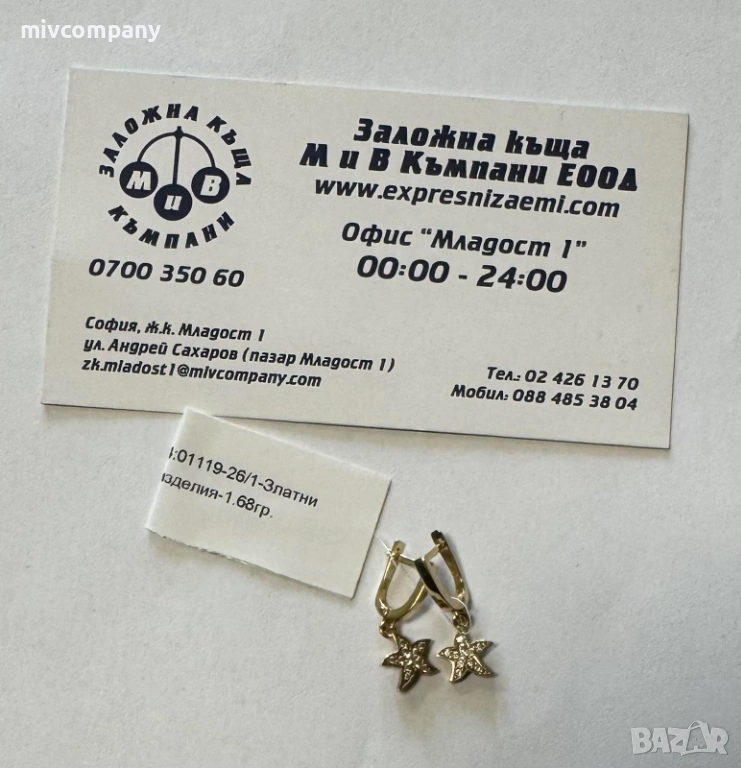 mivcompany
ЗАЛОЖНА КЪЩА
М и В
КЪМПАНИ
0700 350 60
Заложна къща
М и В Къмпани ЕООД
www.expresnizaemi.com
Офис "Младост 1"
00:00 - 24:00
София, ж.к. Младост 1
ул. Андрей Сахаров (пазар Младост 1)
zk.mladost1@mivcompany.com
Тел.: 02 426 13 70
Мобил.: 088 485 38 04
:01119-26/1-Златни
изделия-1.68гр.
BAZAR